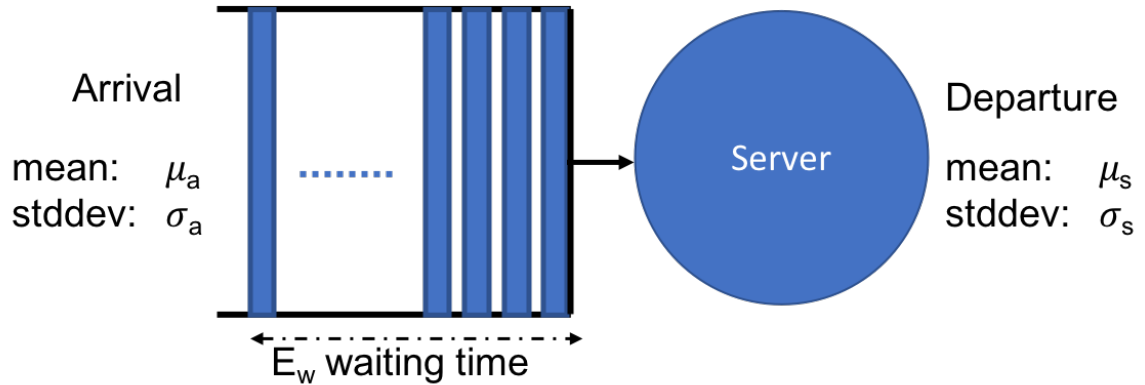 Arrival
mean: μa
stddev: σa
Server
Departure
mean: μs
stddev: σs
Ew waiting time